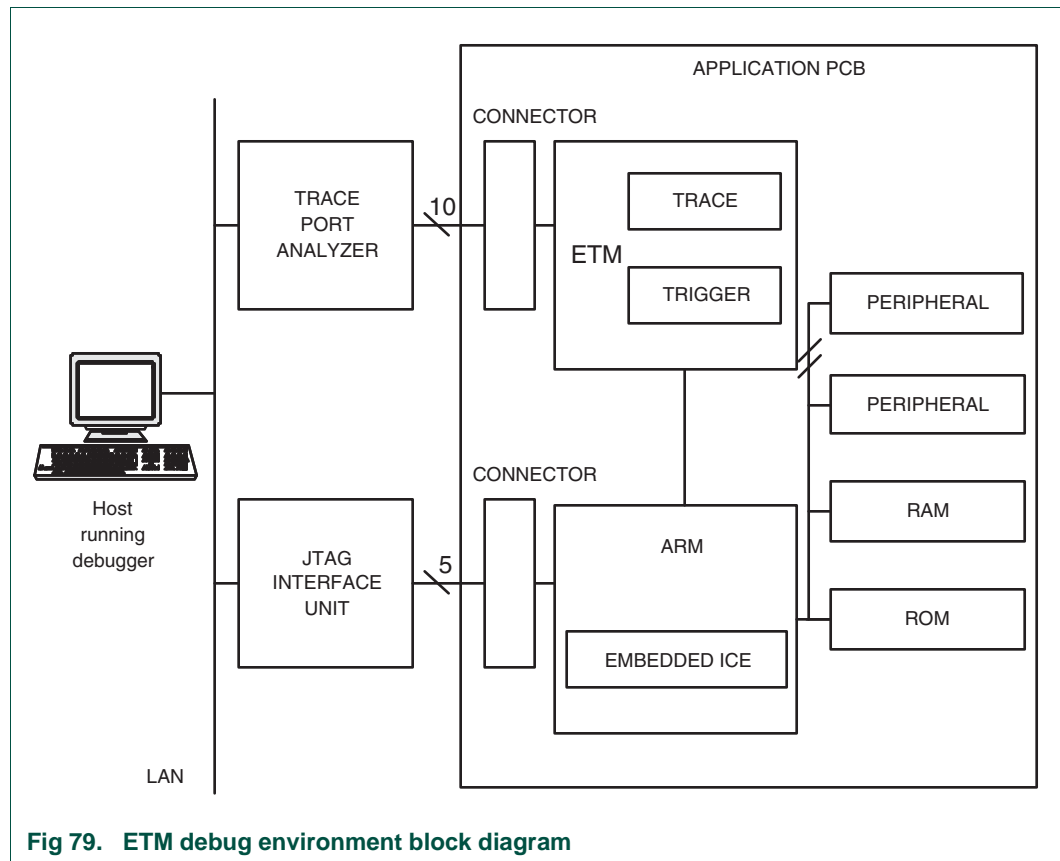 APPLICATION PCB
CONNECTOR
TRACE
PORT
ANALYZER
10
TRACE
ETM
TRIGGER
PERIPHERAL
PERIPHERAL
Host
running
debugger
CONNECTOR
JTAG
INTERFACE
UNIT
5
ARM
EMBEDDED ICE
RAM
ROM
LAN
Fig 79. ETM debug environment block diagram